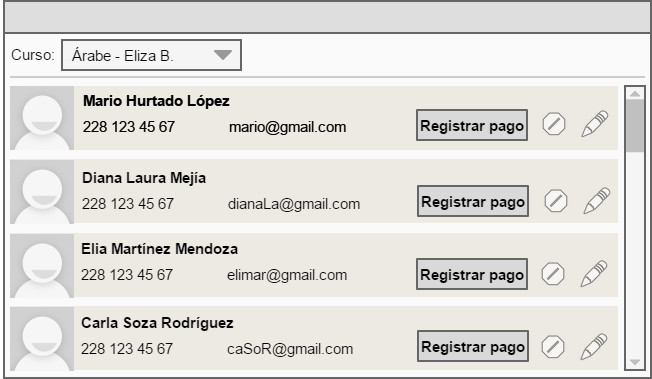 Curso: Árabe - Eliza B.
Mario Hurtado López
228 123 45 67 mario@gmail.com Registrar pago
Diana Laura Mejía
228 123 45 67 dianaLa@gmail.com Registrar pago
Elia Martínez Mendoza
228 123 45 67 elimar@gmail.com Registrar pago
Carla Soza Rodríguez
228 123 45 67 caSoR@gmail.com Registrar pago